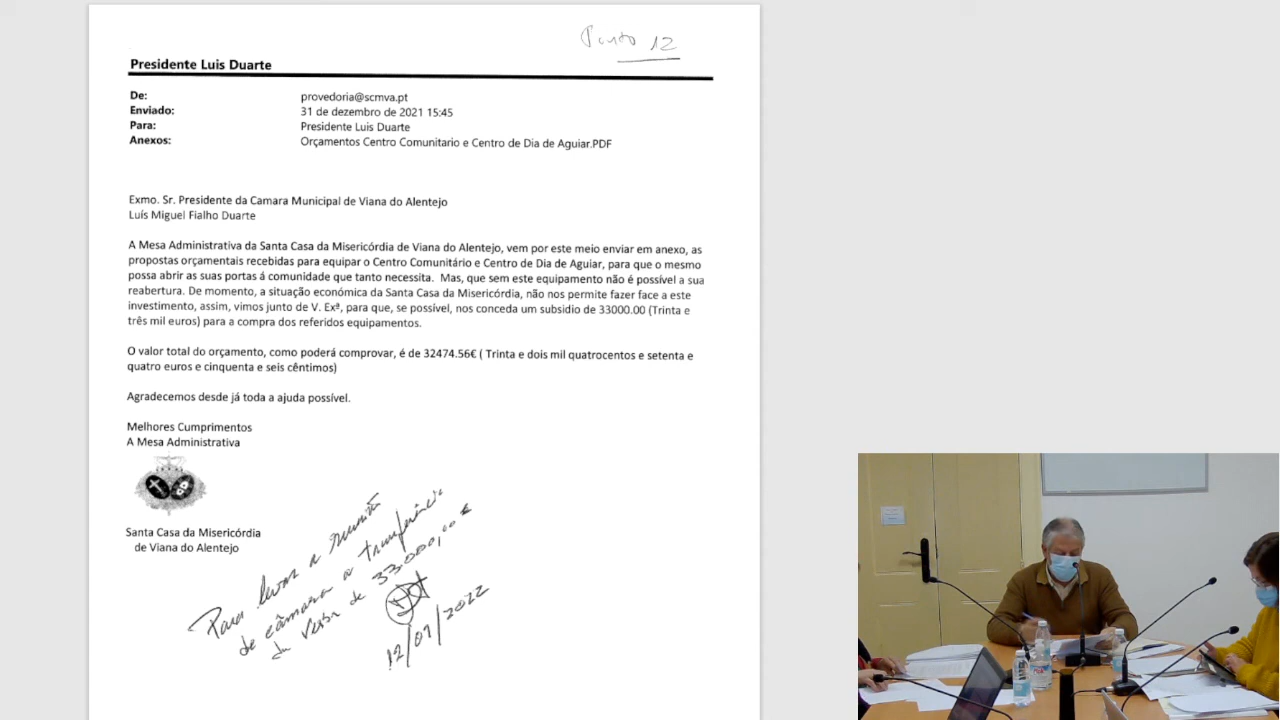 Ponto 12
Presidente Luis Duarte
De: provedoria@scmva.pt
Enviado: 31 de dezembro de 2021 15:45
Para: Presidente Luis Duarte
Anexos: Orçamentos Centro Comunitario e Centro de Dia de Aguiar.PDF
Exmo. Sr. Presidente da Camara Municipal de Viana do Alentejo
Luís Miguel Fialho Duarte
A Mesa Administrativa da Santa Casa da Misericórdia de Viana do Alentejo, vem por este meio enviar em anexo, as
propostas orçamentais recebidas para equipar o Centro Comunitário e Centro de Dia de Aguiar, para que o mesmo
possa abrir as suas portas á comunidade que tanto necessita. Mas, que sem este equipamento não é possível a sua
reabertura. De momento, a situação económica da Santa Casa da Misericórdia, não nos permite fazer face a este
investimento, assim, vimos junto de V. Exª, para que, se possível, nos conceda um subsidio de 33000.00 (Trinta e
três mil euros) para a compra dos referidos equipamentos.
O valor total do orçamento, como poderá comprovar, é de 32474.56€ ( Trinta e dois mil quatrocentos e setenta e
quatro euros e cinquenta e seis cêntimos)
Agradecemos desde já toda a ajuda possível.
Melhores Cumprimentos
A Mesa Administrativa
Santa Casa da Misericórdia
de Viana do Alentejo
Para levar a reunião
de câmara a transferência
da verba de 33000,00 €
12/01/2022